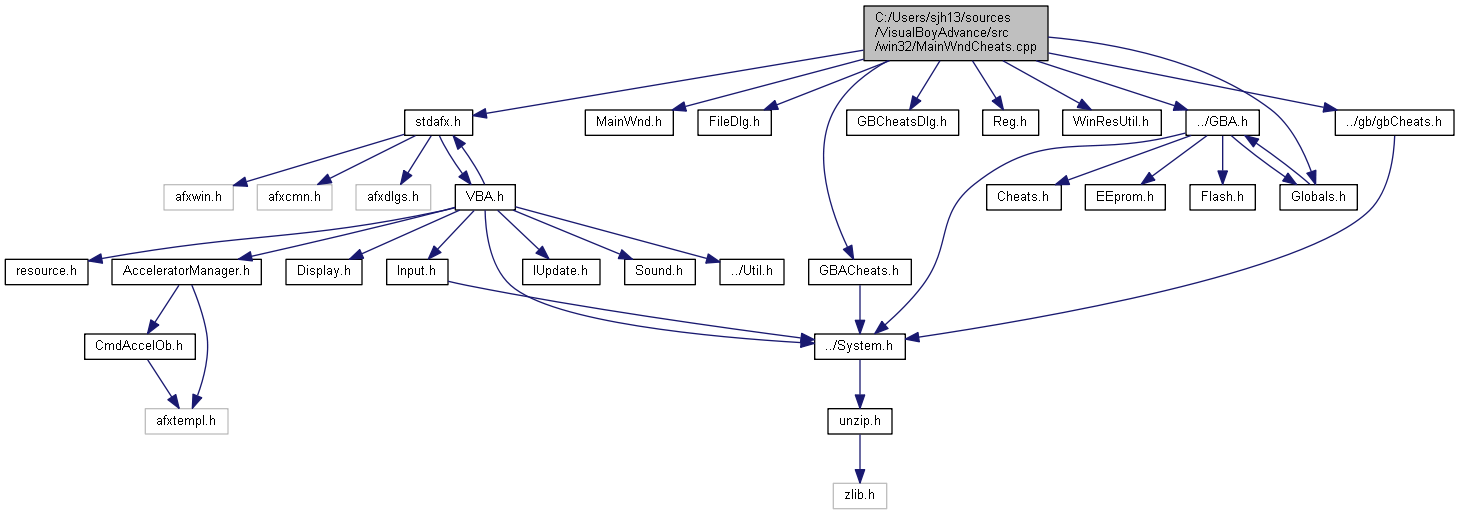 C:/Users/sjh13/sources
/VisualBoyAdvance/src
/win32/MainWndCheats.cpp
stdafx.h
MainWnd.h
FileDlg.h
GBCheatsDlg.h
Reg.h
WinResUtil.h
../GBA.h
../gb/gbCheats.h
afxwin.h
afxcmn.h
afxdlgs.h
VBA.h
Cheats.h
EEprom.h
Flash.h
Globals.h
resource.h
AcceleratorManager.h
Display.h
Input.h
IUpdate.h
Sound.h
../Util.h
GBACheats.h
CmdAccelOb.h
../System.h
afxtempl.h
unzip.h
zlib.h